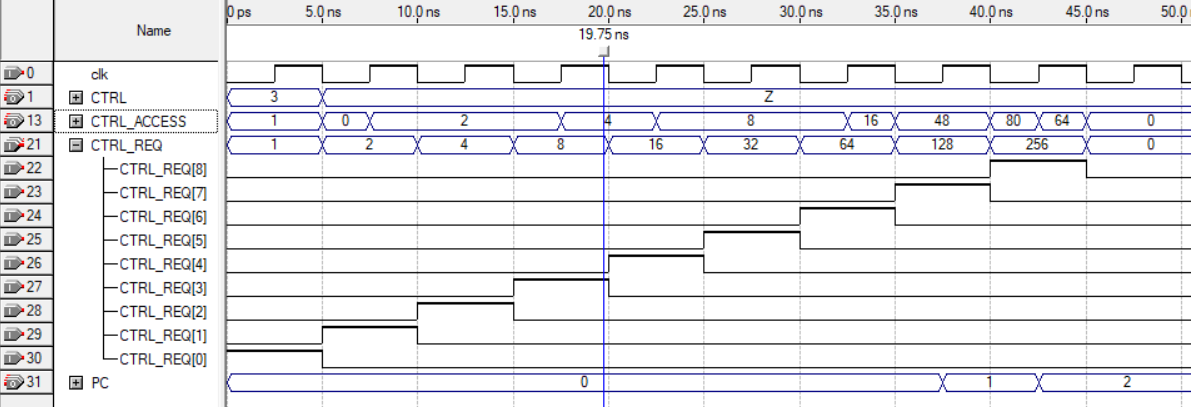 Name 0 ps 5.0 ns 10.0 ns 15.0 ns 20.0 ns 25.0 ns 30.0 ns 35.0 ns 40.0 ns 45.0 ns 50.0
19.75 ns
0 clk
1 CTRL 3 Z
13 CTRL_ACCESS 1 0 2 4 8 16 48 80 64 0
21 CTRL_REQ 1 2 4 8 16 32 64 128 256 0
22 CTRL_REQ[8]
23 CTRL_REQ[7]
24 CTRL_REQ[6]
25 CTRL_REQ[5]
26 CTRL_REQ[4]
27 CTRL_REQ[3]
28 CTRL_REQ[2]
29 CTRL_REQ[1]
30 CTRL_REQ[0]
31 PC 0 1 2